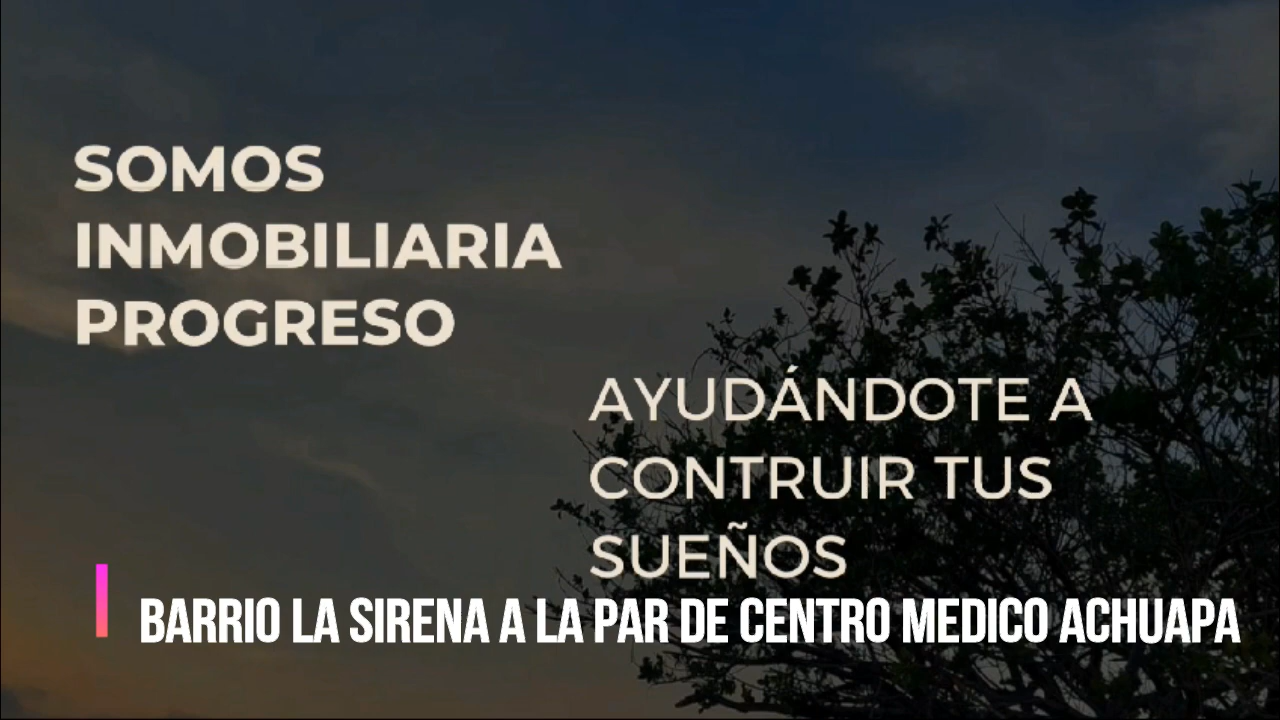 SOMOS
INMOBILIARIA
PROGRESO
AYUDÁNDOTE A
CONTRUIR TUS
SUEÑOS
BARRIO LA SIRENA A LA PAR DE CENTRO MEDICO ACHUAPA